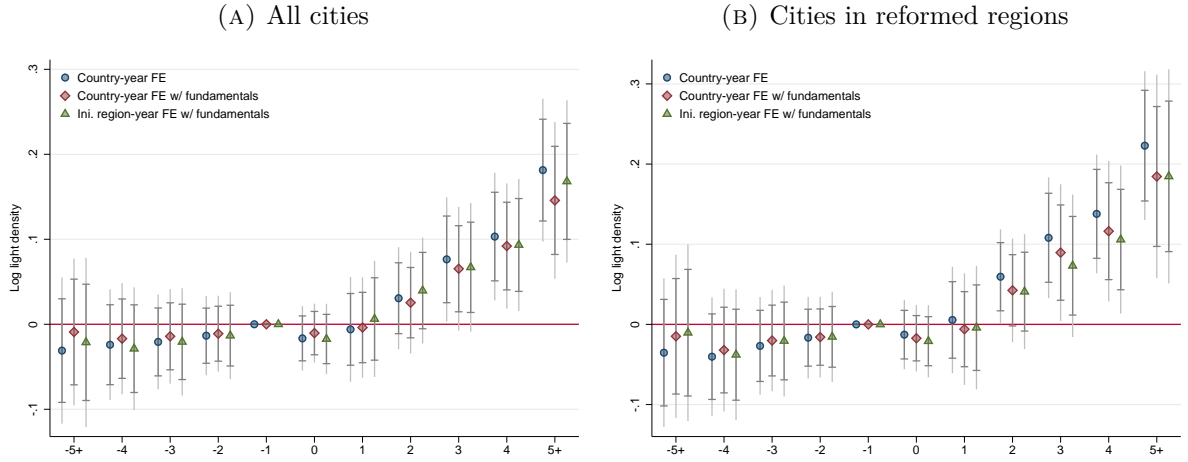 (A) All cities
.3
.2
.1
0
-.1
Log light density
Country-year FE
Country-year FE w/ fundamentals
Ini. region-year FE w/ fundamentals
-5+ -4 -3 -2 -1 0 1 2 3 4 5+
(B) Cities in reformed regions
.3
.2
.1
0
-.1
Log light density
Country-year FE
Country-year FE w/ fundamentals
Ini. region-year FE w/ fundamentals
-5+ -4 -3 -2 -1 0 1 2 3 4 5+